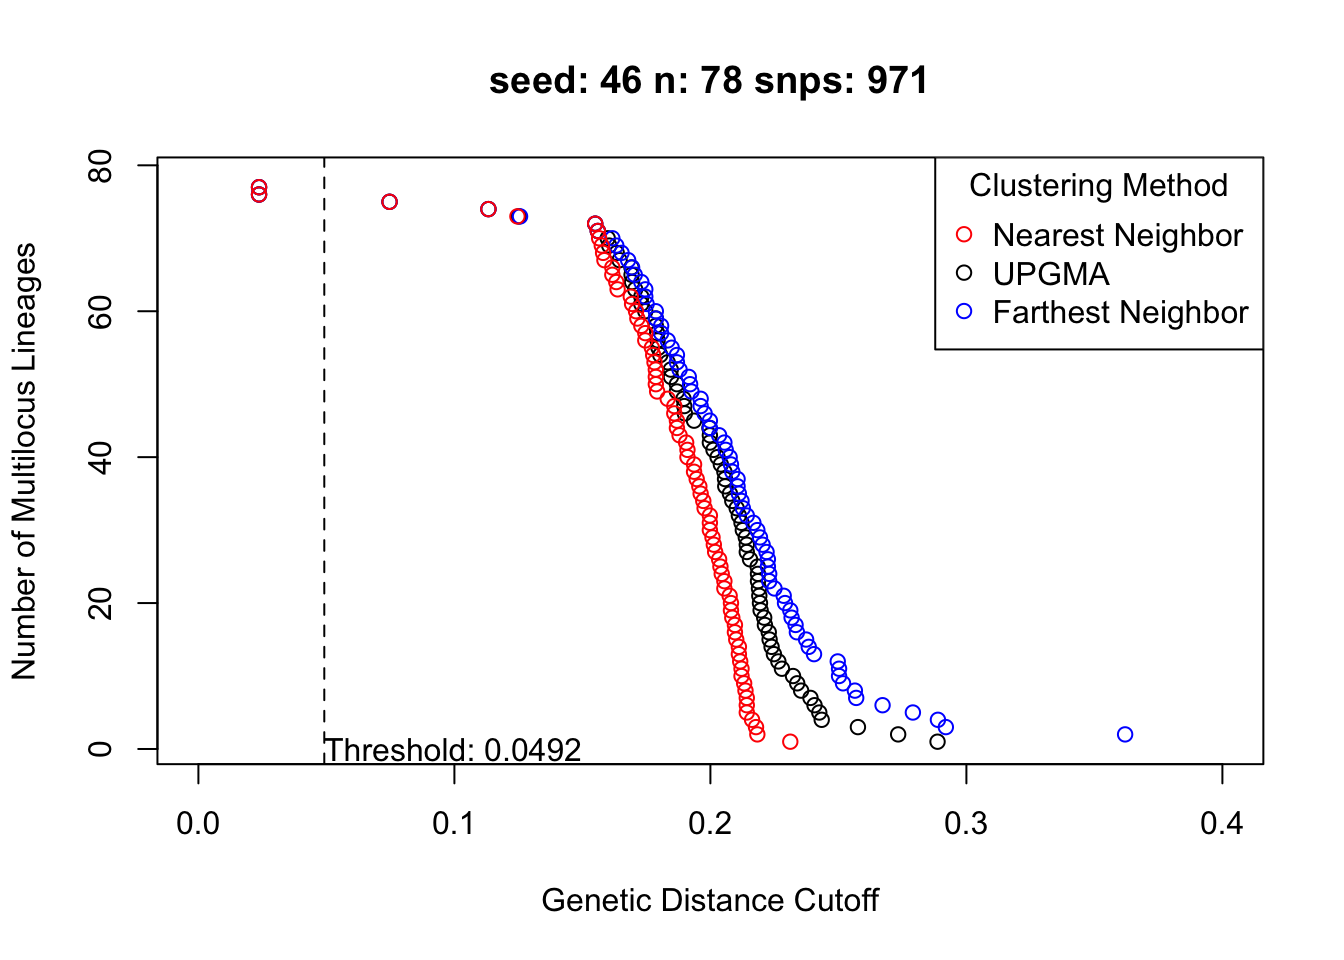 seed: 46 n: 78 snps: 971
Number of Multilocus Lineages
80
60
40
20
0
Clustering Method
Nearest Neighbor
UPGMA
Farthest Neighbor
Threshold: 0.0492
0.0 0.1 0.2 0.3 0.4
Genetic Distance Cutoff